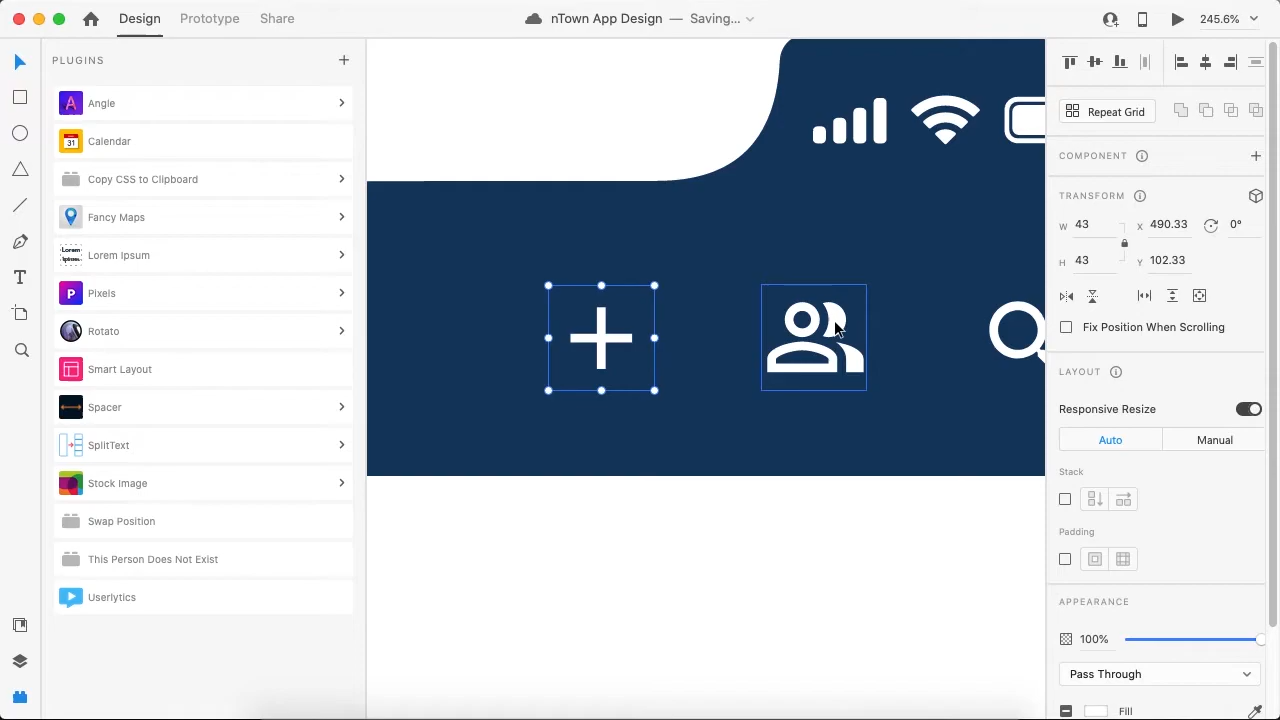 Design
Prototype
Share
nTown App Design — Saving...
245.6%
PLUGINS
Angle
Calendar
Copy CSS to Clipboard
Fancy Maps
Lorem Ipsum
Pixels
Rotato
Smart Layout
Spacer
SplitText
Stock Image
Swap Position
This Person Does Not Exist
Userlytics
31
Lorem
Ipsum
Repeat Grid
COMPONENT
TRANSFORM
W 43
X 490.33
0°
H 43
Y 102.33
Fix Position When Scrolling
LAYOUT
Responsive Resize
Auto
Manual
Stack
Padding
APPEARANCE
100%
Pass Through
Fill